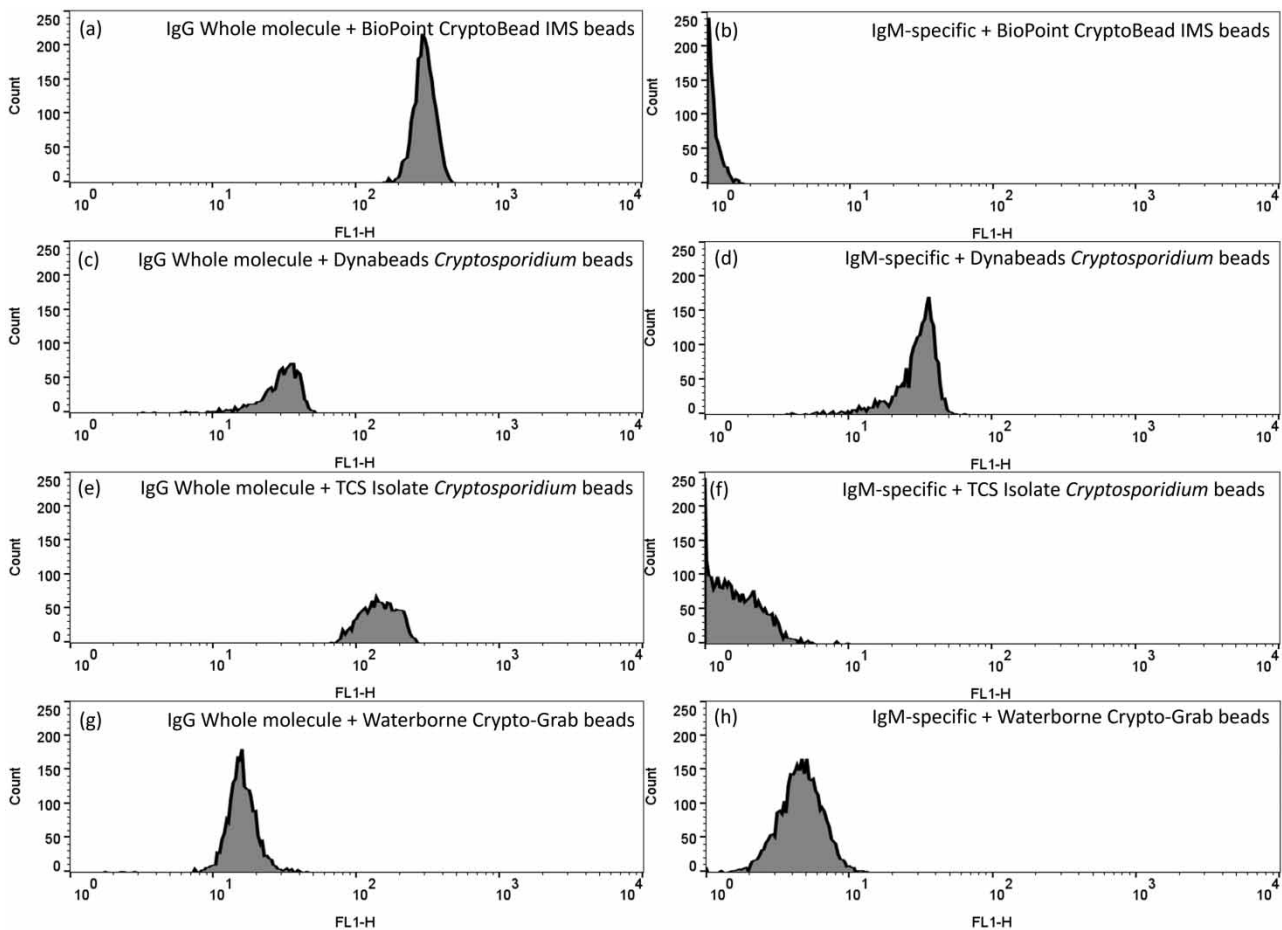 (a) IgG Whole molecule + BioPoint CryptoBead IMS beads
250
200
150
100
50
0
Count
10^0 10^1 10^2 10^3 10^4
FL1-H
(b) IgM-specific + BioPoint CryptoBead IMS beads
250
200
150
100
50
0
Count
10^0 10^1 10^2 10^3 10^4
FL1-H
(c) IgG Whole molecule + Dynabeads Cryptosporidium beads
250
200
150
100
50
0
Count
10^0 10^1 10^2 10^3 10^4
FL1-H
(d) IgM-specific + Dynabeads Cryptosporidium beads
250
200
150
100
50
0
Count
10^0 10^1 10^2 10^3 10^4
FL1-H
(e) IgG Whole molecule + TCS Isolate Cryptosporidium beads
250
200
150
100
50
0
Count
10^0 10^1 10^2 10^3 10^4
FL1-H
(f) IgM-specific + TCS Isolate Cryptosporidium beads
250
200
150
100
50
0
Count
10^0 10^1 10^2 10^3 10^4
FL1-H
(g) IgG Whole molecule + Waterborne Crypto-Grab beads
250
200
150
100
50
0
Count
10^0 10^1 10^2 10^3 10^4
FL1-H
(h) IgM-specific + Waterborne Crypto-Grab beads
250
200
150
100
50
0
Count
10^0 10^1 10^2 10^3 10^4
FL1-H